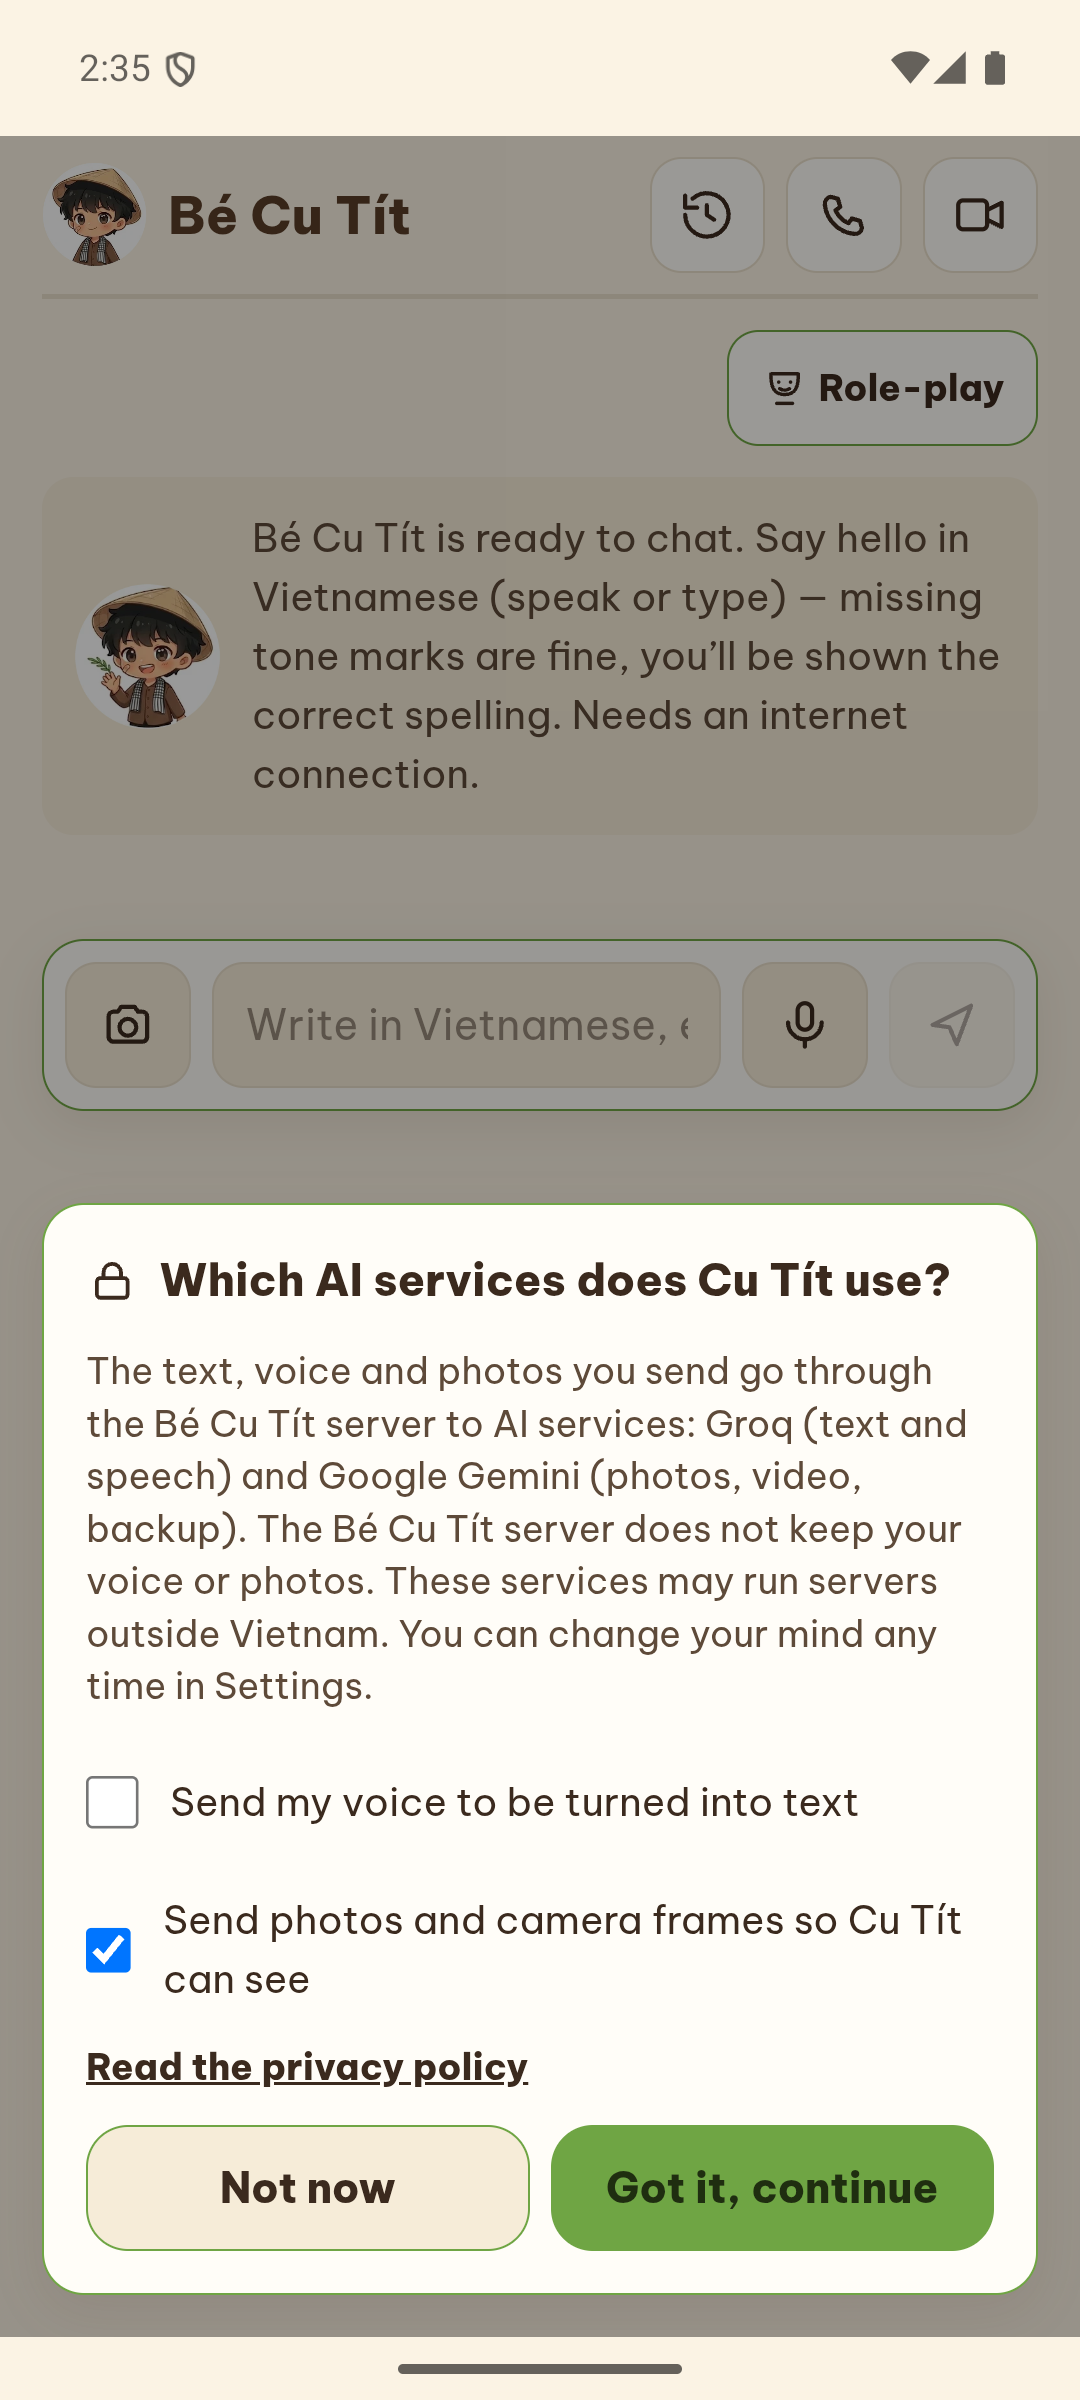 2:35
Bé Cu Tít
Role-play
Bé Cu Tít is ready to chat. Say hello in
Vietnamese (speak or type) — missing
tone marks are fine, you’ll be shown the
correct spelling. Needs an internet
connection.
Write in Vietnamese,
Which AI services does Cu Tít use?
The text, voice and photos you send go through
the Bé Cu Tít server to AI services: Groq (text and
speech) and Google Gemini (photos, video,
backup). The Bé Cu Tít server does not keep your
voice or photos. These services may run servers
outside Vietnam. You can change your mind any
time in Settings.
Send my voice to be turned into text
Send photos and camera frames so Cu Tít
can see
Read the privacy policy
Not now
Got it, continue